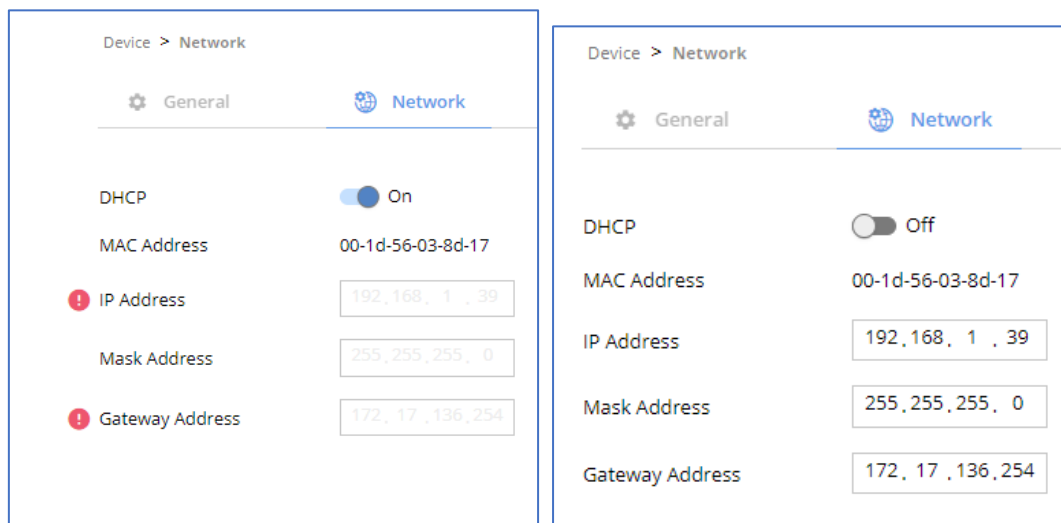 Device > Network
General Network
DHCP On
MAC Address 00-1d-56-03-8d-17
! IP Address 192.168. 1 . 39
Mask Address 255.255.255. 0
! Gateway Address 172. 17 .136.254
Device > Network
General Network
DHCP Off
MAC Address 00-1d-56-03-8d-17
IP Address 192.168. 1 . 39
Mask Address 255.255.255. 0
Gateway Address 172. 17 .136.254